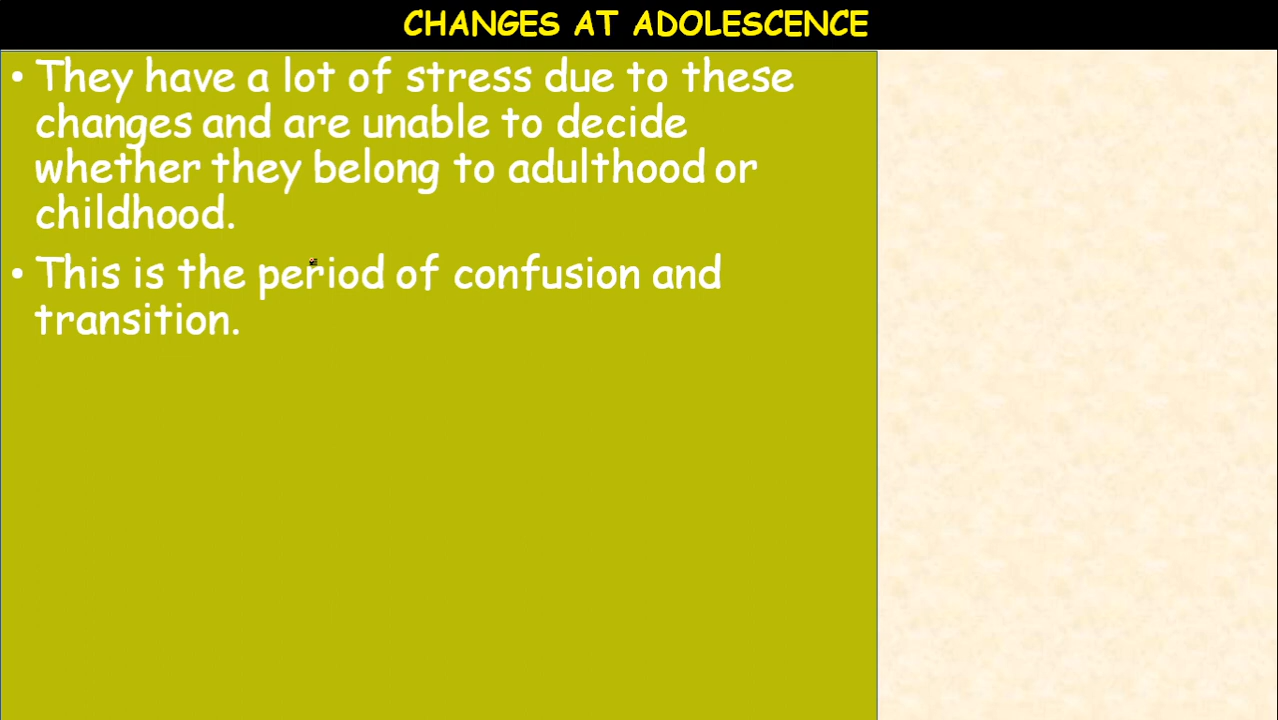 CHANGES AT ADOLESCENCE
• They have a lot of stress due to these
changes and are unable to decide
whether they belong to adulthood or
childhood.
• This is the period of confusion and
transition.